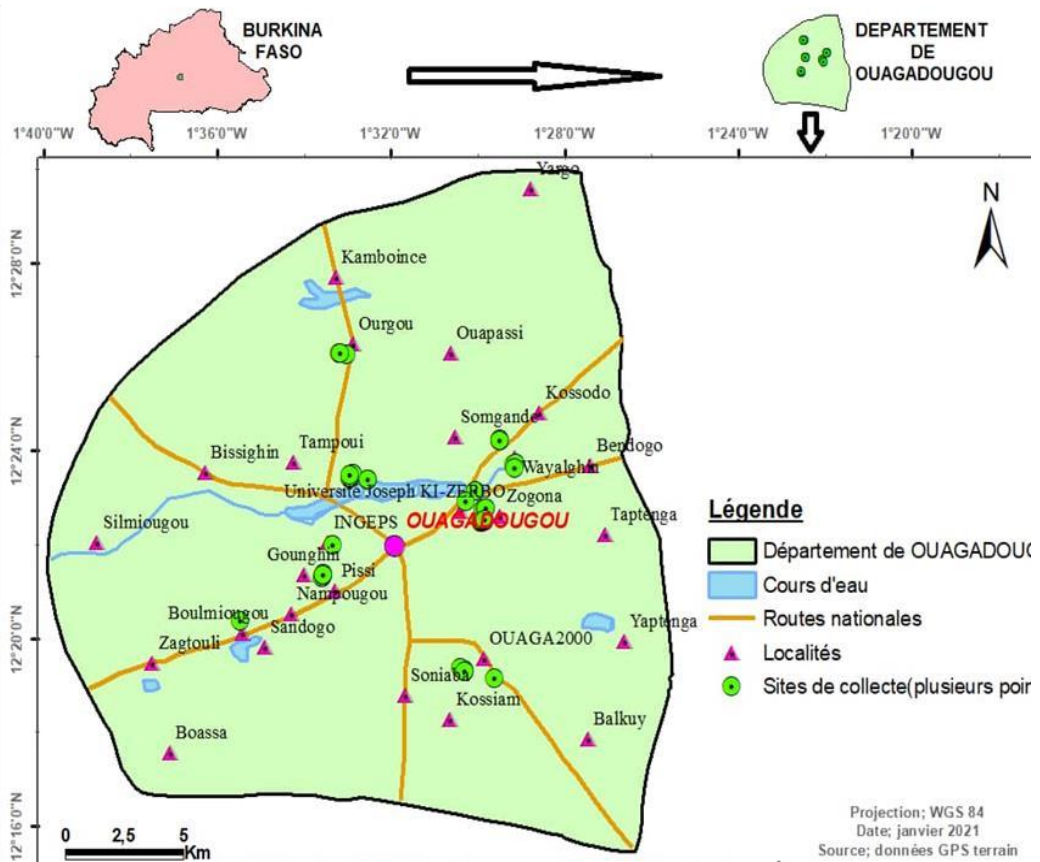 BURKINA
FASO
DEPARTEMENT
DE
OUAGADOUGOU
1°40'0"W
1°36'0"W
1°32'0"W
1°28'0"W
1°24'0"W
1°20'0"W
N
12°28'0"N
12°24'0"N
12°20'0"N
12°16'0"N
Yargo
Kamboince
Ourgou
Ouapassi
Kossodo
Somgande
Bendogo
Tampoui
Bissighin
Wayalghin
Université Joseph KI-ZERBO
Zogona
OUAGADOUGOU
INGEPS
Silmiougou
Taptenga
Gounghin
Pissi
Nampougou
Boulmiougou
Sandogo
Zagtouli
OUAGA2000
Yaptenga
Soniaba
Kossiam
Balkuy
Boassa
Légende
Département de OUAGADOUG
Cours d'eau
Routes nationales
Localités
Sites de collecte(plusieurs poin
0 2,5 5
Km
Projection; WGS 84
Date; janvier 2021
Source; données GPS terrain